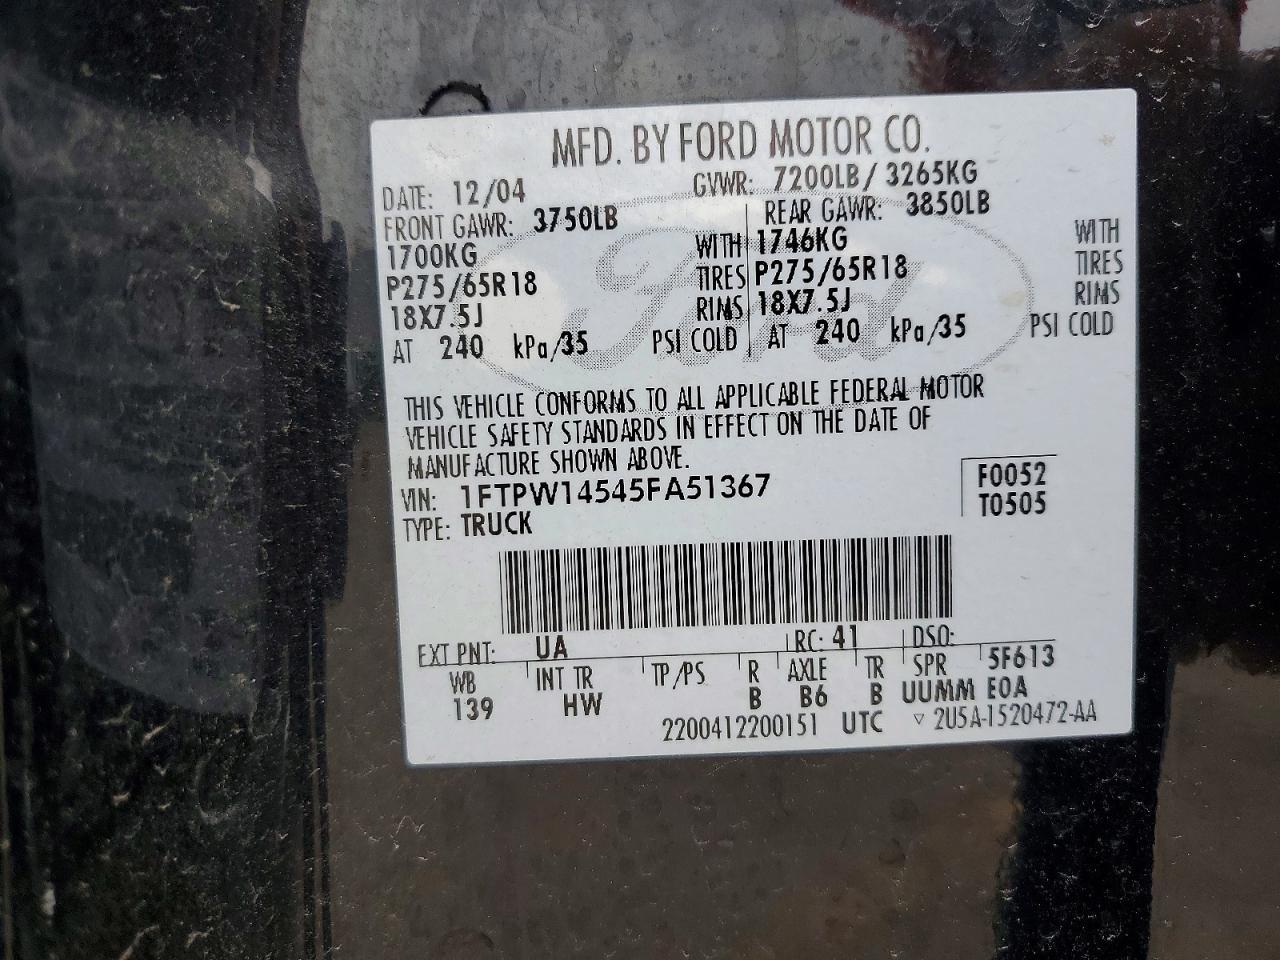 MFD. BY FORD MOTOR CO.
DATE: 12/04 GVWR: 7200LB/ 3265KG
FRONT GAWR: 3750LB REAR GAWR: 3850LB
1700KG WITH 1746KG WITH
P275/65R18 TIRES P275/65R18 TIRES
18X7.5J RIMS 18X7.5J RIMS
AT 240 kPa/35 PSI COLD AT 240 kPa/35 PSI COLD
Ford
THIS VEHICLE CONFORMS TO ALL APPLICABLE FEDERAL MOTOR
VEHICLE SAFETY STANDARDS IN EFFECT ON THE DATE OF
MANUFACTURE SHOWN ABOVE.
VIN: 1FTPW14545FA51367 F0052
TYPE: TRUCK T0505
EXT PNT: UA RC: 41 DSO:
WB INT TR TP/PS R AXLE TR SPR 5F613
139 HW B B6 B UUMM E0A
2200412200151 UTC ▽ 2U5A-1520472-AA